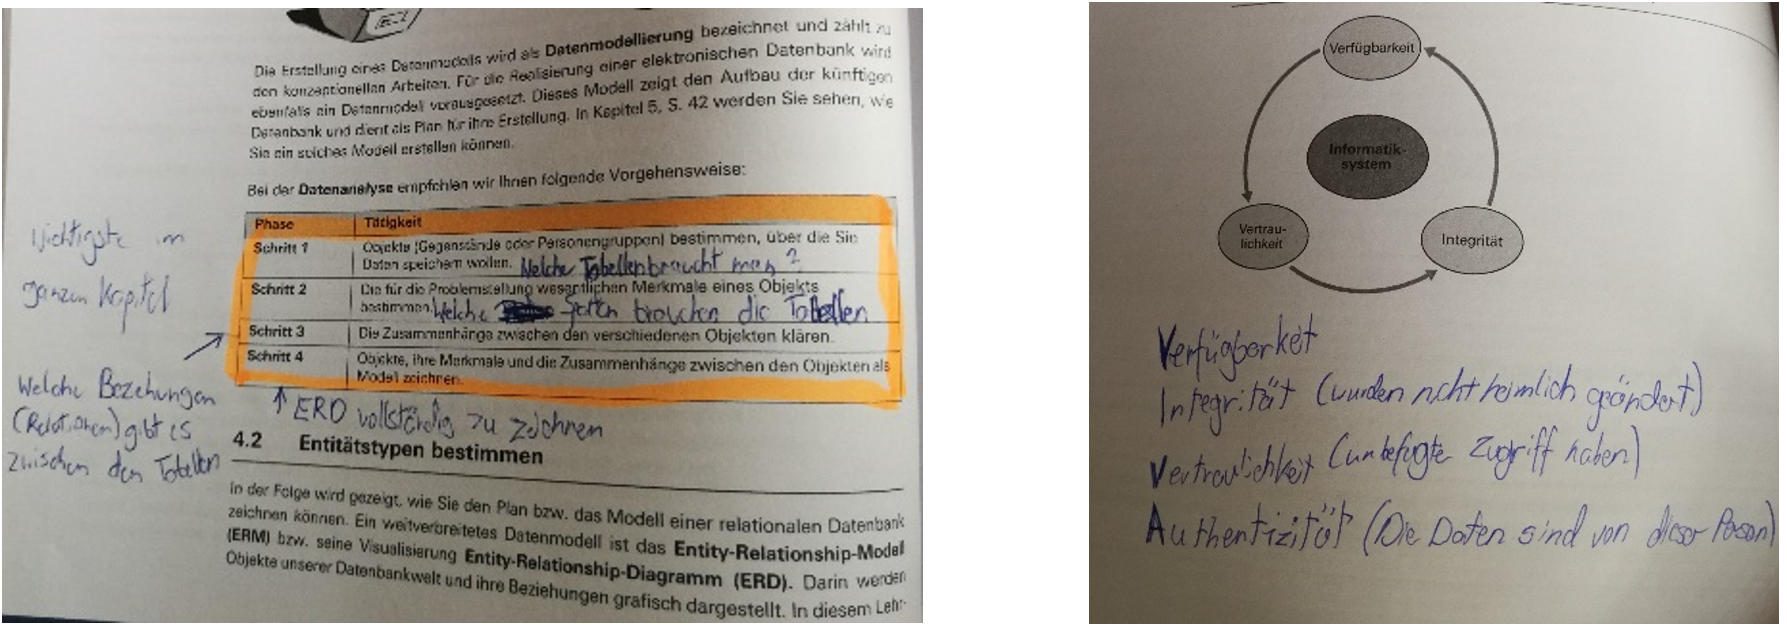 Die Erstellung eines Datenmodells wird als Datenmodellierung bezeichnet und zählt zu
den konzeptionellen Arbeiten. Für die Realisierung einer elektronischen Datenbank wird
ebenfalls ein Datenmodell vorausgesetzt. Dieses Modell zeigt den Aufbau der künftigen
Datenbank und dient als Plan für ihre Erstellung. In Kapitel 5, S. 42 werden Sie sehen, wie
Sie ein solches Modell erstellen können.
Bei der Datenanalyse empfehlen wir Ihnen folgende Vorgehensweise:
Phase Tätigkeit
Schritt 1 Objekte (Gegenstände oder Personengruppen) bestimmen, über die Sie
Daten speichern wollen. Welche Tabellen braucht man?
Schritt 2 Die für die Problemstellung wesentlichen Merkmale eines Objekts
bestimmen. Welche brauchen die Tabellen
Schritt 3 Die Zusammenhänge zwischen den verschiedenen Objekten klären.
Schritt 4 Objekte, ihre Merkmale und die Zusammenhänge zwischen den Objekten als
Modell zeichnen.
Wichtigste im
ganzen Kapitel
Welche Beziehungen
(Relationen) gibt es
zwischen den Tabellen
ERD vollständig zu zeichnen
4.2 Entitätstypen bestimmen
In der Folge wird gezeigt, wie Sie den Plan bzw. das Modell einer relationalen Datenbank
zeichnen können. Ein weitverbreitetes Datenmodell ist das Entity-Relationship-Modell
(ERM) bzw. seine Visualisierung Entity-Relationship-Diagramm (ERD). Darin werden
Objekte unserer Datenbankwelt und ihre Beziehungen grafisch dargestellt. In diesem Lehr-
Verfügbarkeit
Informatik-
system
Vertrau-
lichkeit
Integrität
Verfügbarkeit
Integrität (wurden nicht heimlich geändert)
Vertraulichkeit (unbefugte Zugriff haben)
Authentizität (Die Daten sind von dieser Person)